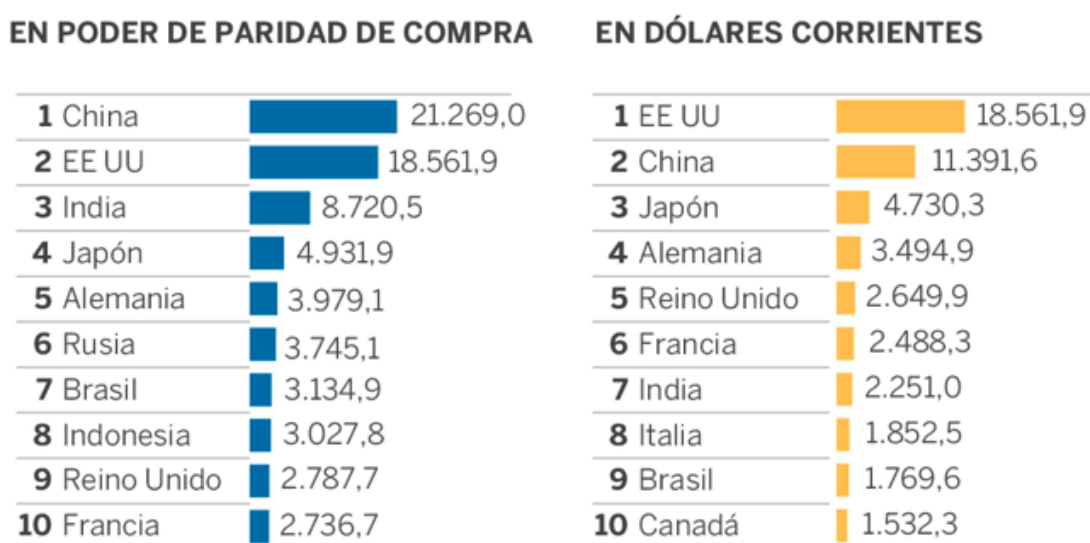 EN PODER DE PARIDAD DE COMPRA
1 China 21.269,0
2 EE UU 18.561,9
3 India 8.720,5
4 Japón 4.931,9
5 Alemania 3.979,1
6 Rusia 3.745,1
7 Brasil 3.134,9
8 Indonesia 3.027,8
9 Reino Unido 2.787,7
10 Francia 2.736,7
EN DÓLARES CORRIENTES
1 EE UU 18.561,9
2 China 11.391,6
3 Japón 4.730,3
4 Alemania 3.494,9
5 Reino Unido 2.649,9
6 Francia 2.488,3
7 India 2.251,0
8 Italia 1.852,5
9 Brasil 1.769,6
10 Canadá 1.532,3